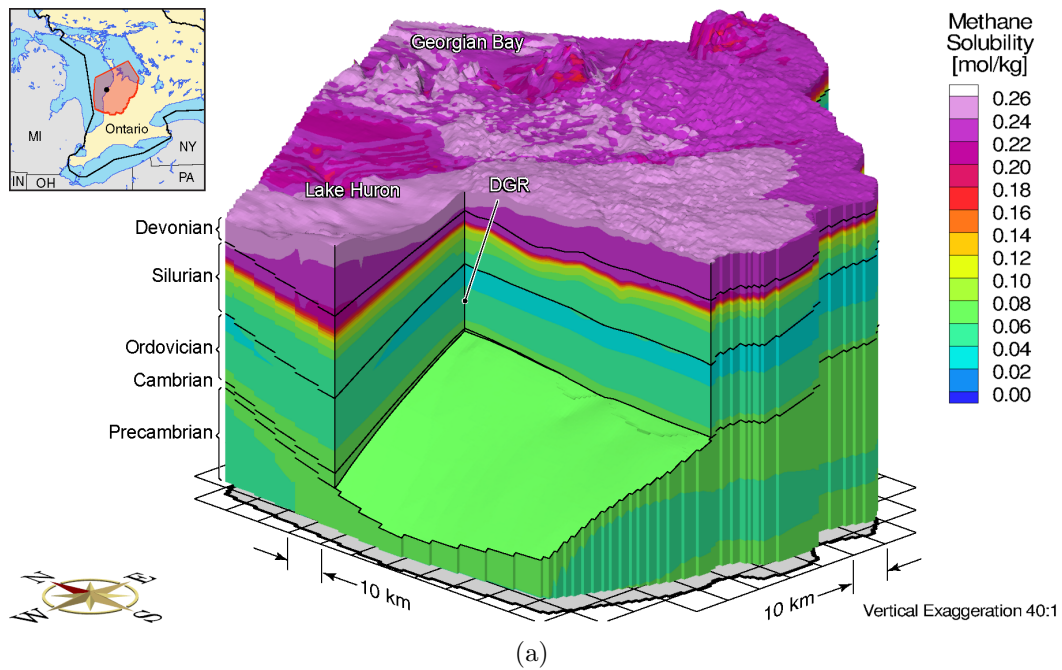 Methane
Solubility
[mol/kg]
0.26
0.24
0.22
0.20
0.18
0.16
0.14
0.12
0.10
0.08
0.06
0.04
0.02
0.00
Georgian Bay
Lake Huron
DGR
MI
Ontario
NY
PA
IN
OH
Devonian
Silurian
Ordovician
Cambrian
Precambrian
N
E
W
S
10 km
10 km
Vertical Exaggeration 40:1
(a)